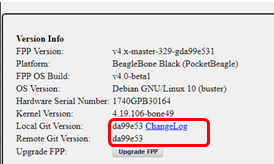 Version Info
FPP Version: v4.x-master-329-gda99e531
Platform: BeagleBone Black (PocketBeagle)
FPP OS Build: v4.0-beta1
OS Version: Debian GNU/Linux 10 (buster)
Hardware Serial Number: 1740GPB30164
Kernel Version: 4.19.106-bone49
Local Git Version: da99e53 ChangeLog
Remote Git Version: da99e53
Upgrade FPP: Upgrade FPP